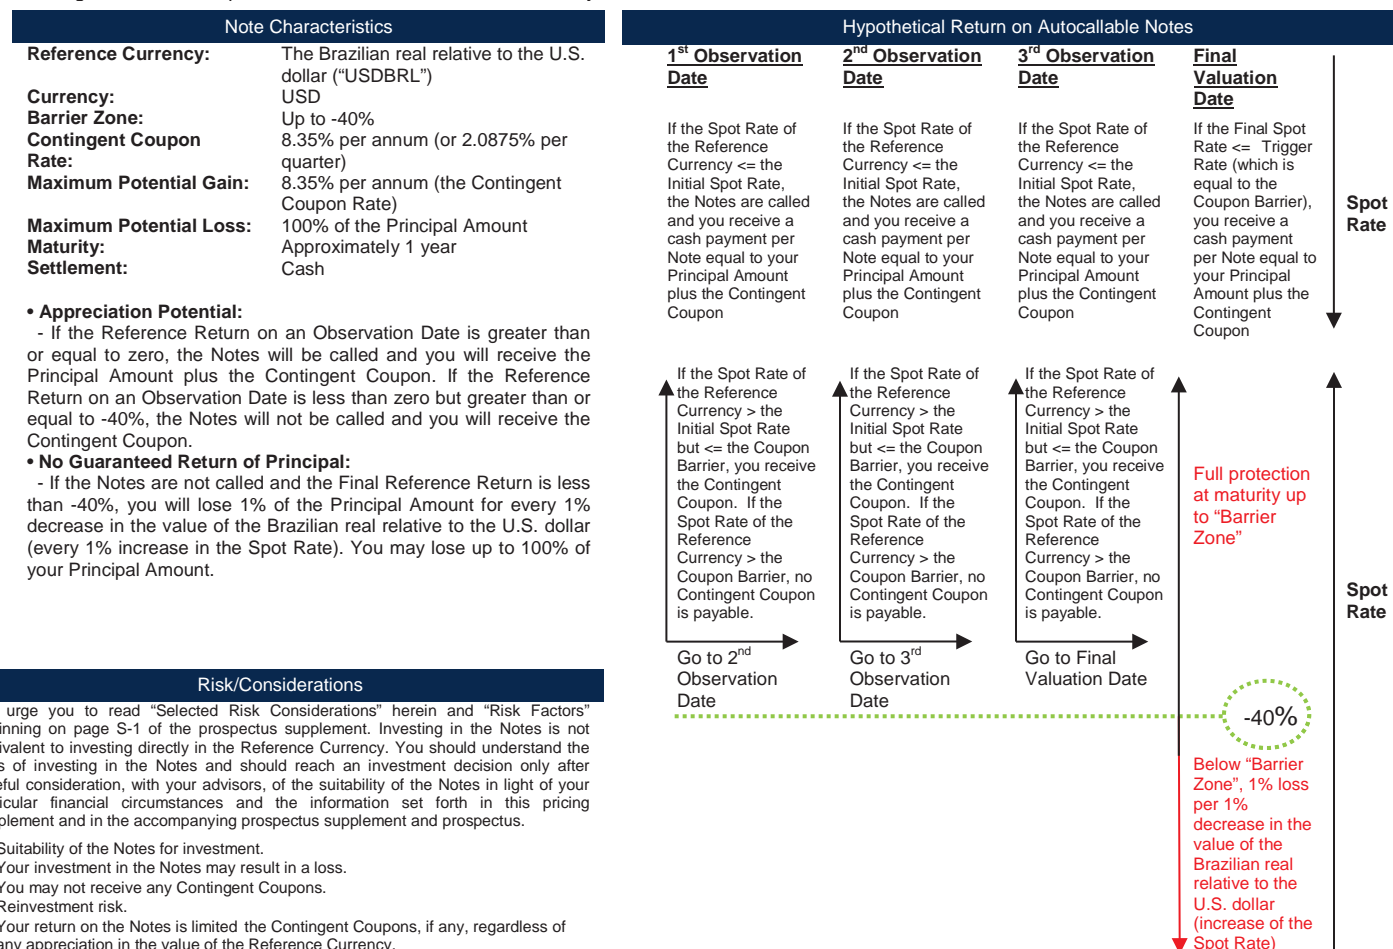 Note Characteristics
Reference Currency: The Brazilian real relative to the U.S.
dollar (“USDBRL”)
Currency: USD
Barrier Zone: Up to -40%
Contingent Coupon 8.35% per annum (or 2.0875% per
Rate: quarter)
Maximum Potential Gain: 8.35% per annum (the Contingent
Coupon Rate)
Maximum Potential Loss: 100% of the Principal Amount
Maturity: Approximately 1 year
Settlement: Cash
• Appreciation Potential:
- If the Reference Return on an Observation Date is greater than
or equal to zero, the Notes will be called and you will receive the
Principal Amount plus the Contingent Coupon. If the Reference
Return on an Observation Date is less than zero but greater than or
equal to -40%, the Notes will not be called and you will receive the
Contingent Coupon.
• No Guaranteed Return of Principal:
- If the Notes are not called and the Final Reference Return is less
than -40%, you will lose 1% of the Principal Amount for every 1%
decrease in the value of the Brazilian real relative to the U.S. dollar
(every 1% increase in the Spot Rate). You may lose up to 100% of
your Principal Amount.
Risk/Considerations
urge you to read “Selected Risk Considerations” herein and “Risk Factors”
inning on page S-1 of the prospectus supplement. Investing in the Notes is not
ivalent to investing directly in the Reference Currency. You should understand the
s of investing in the Notes and should reach an investment decision only after
eful consideration, with your advisors, of the suitability of the Notes in light of your
icular financial circumstances and the information set forth in this pricing
plement and in the accompanying prospectus supplement and prospectus.
Suitability of the Notes for investment.
Your investment in the Notes may result in a loss.
You may not receive any Contingent Coupons.
Reinvestment risk.
Your return on the Notes is limited the Contingent Coupons, if any, regardless of
any appreciation in the value of the Reference Currency.
Hypothetical Return on Autocallable Notes
1st Observation
Date
If the Spot Rate of
the Reference
Currency <= the
Initial Spot Rate,
the Notes are called
and you receive a
cash payment per
Note equal to your
Principal Amount
plus the Contingent
Coupon
2nd Observation
Date
If the Spot Rate of
the Reference
Currency <= the
Initial Spot Rate,
the Notes are called
and you receive a
cash payment per
Note equal to your
Principal Amount
plus the Contingent
Coupon
3rd Observation
Date
If the Spot Rate of
the Reference
Currency <= the
Initial Spot Rate,
the Notes are called
and you receive a
cash payment per
Note equal to your
Principal Amount
plus the Contingent
Coupon
Final
Valuation
Date
If the Final Spot
Rate <= Trigger
Rate (which is
equal to the
Coupon Barrier),
you receive a
cash payment
per Note equal to
your Principal
Amount plus the
Contingent
Coupon
Spot
Rate
If the Spot Rate of
the Reference
Currency > the
Initial Spot Rate
but <= the Coupon
Barrier, you receive
the Contingent
Coupon. If the
Spot Rate of the
Reference
Currency > the
Coupon Barrier, no
Contingent Coupon
is payable.
Go to 2nd
Observation
Date
If the Spot Rate of
the Reference
Currency > the
Initial Spot Rate
but <= the Coupon
Barrier, you receive
the Contingent
Coupon. If the
Spot Rate of the
Reference
Currency > the
Coupon Barrier, no
Contingent Coupon
is payable.
Go to 3rd
Observation
Date
If the Spot Rate of
the Reference
Currency > the
Initial Spot Rate
but <= the Coupon
Barrier, you receive
the Contingent
Coupon. If the
Spot Rate of the
Reference
Currency > the
Coupon Barrier, no
Contingent Coupon
is payable.
Go to Final
Valuation Date
Full protection
at maturity up
to “Barrier
Zone”
Spot
Rate
-40%
Below “Barrier
Zone”, 1% loss
per 1%
decrease in the
value of the
Brazilian real
relative to the
U.S. dollar
(increase of the
Spot Rate)